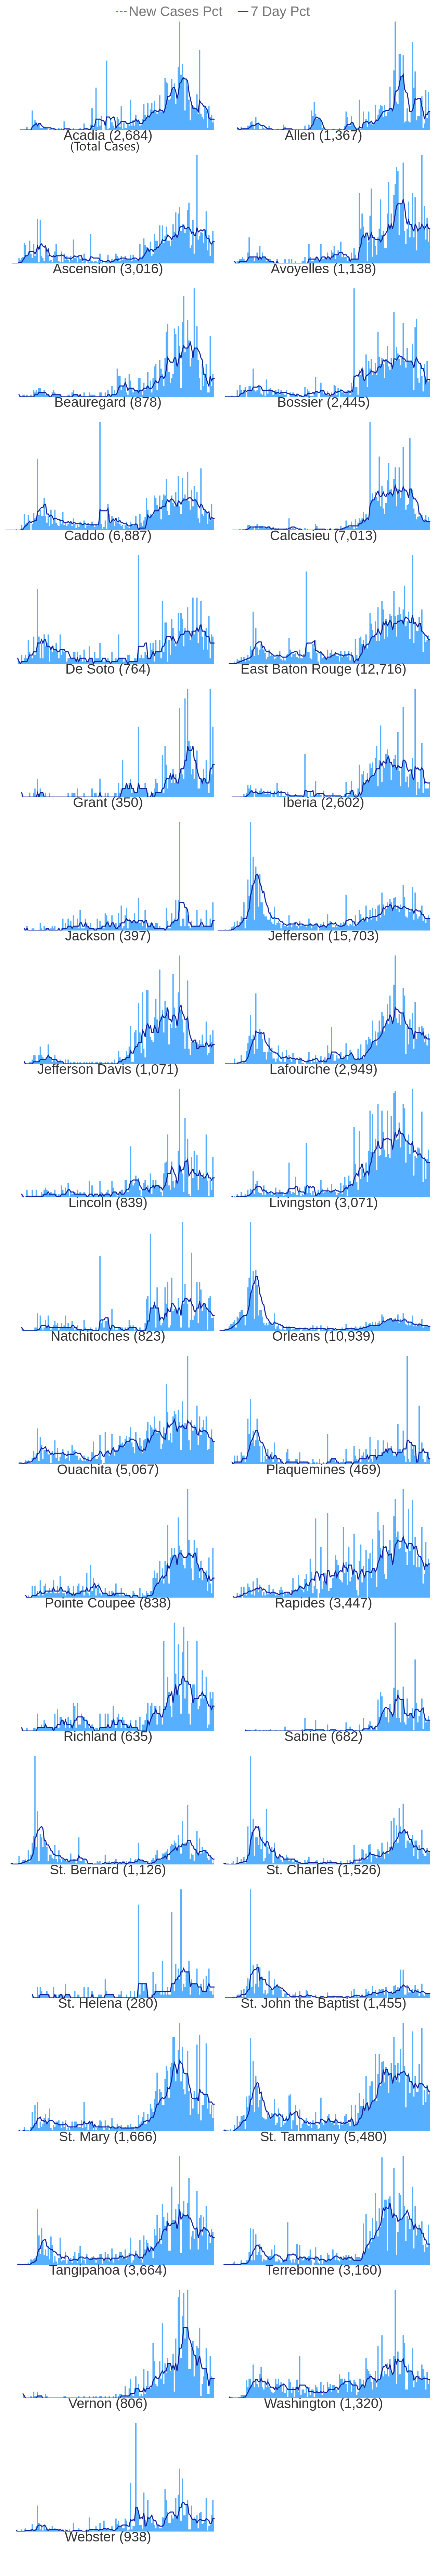 New Cases Pct 7 Day Pct
Acadia (2,684) Allen (1,367)
(Total Cases)
Ascension (3,016) Avoyelles (1,138)
Beauregard (878) Bossier (2,445)
Caddo (6,887) Calcasieu (7,013)
De Soto (764) East Baton Rouge (12,716)
Grant (350) Iberia (2,602)
Jackson (397) Jefferson (15,703)
Jefferson Davis (1,071) Lafourche (2,949)
Lincoln (839) Livingston (3,071)
Natchitoches (823) Orleans (10,939)
Ouachita (5,067) Plaquemines (469)
Pointe Coupee (838) Rapides (3,447)
Richland (635) Sabine (682)
St. Bernard (1,126) St. Charles (1,526)
St. Helena (280) St. John the Baptist (1,455)
St. Mary (1,666) St. Tammany (5,480)
Tangipahoa (3,664) Terrebonne (3,160)
Vernon (806) Washington (1,320)
Webster (938)